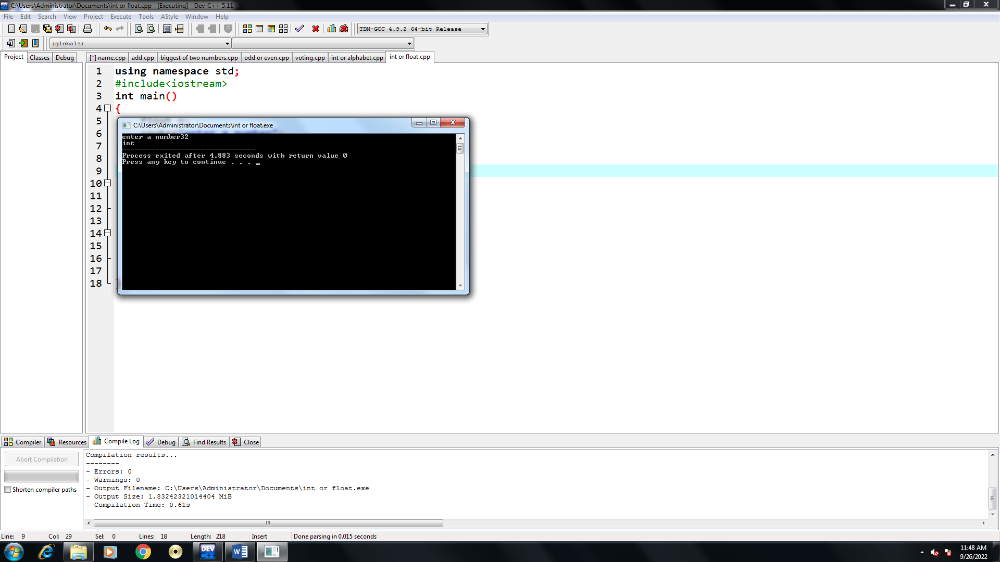 C:\Users\Administrator\Documents\int or float.cpp - [Executing] - Dev-C++ 5.11
File Edit Search View Project Execute Tools AStyle Window Help
TDM-GCC 4.9.2 64-bit Release
(globals)
Project Classes Debug [*] name.cpp add.cpp biggest of two numbers.cpp odd or even.cpp voting.cpp int or alphabet.cpp int or float.cpp
1 using namespace std;
2 #include<iostream>
3 int main()
4 {
5
6
7
8
9
10
11
12
13
14
15
16
17
18
C:\Users\Administrator\Documents\int or float.exe
enter a number32
int
--------------------------------
Process exited after 4.883 seconds with return value 0
Press any key to continue . . . _
Compiler Resources Compile Log Debug Find Results Close
Abort Compilation
Shorten compiler paths
Compilation results...
--------
- Errors: 0
- Warnings: 0
- Output Filename: C:\Users\Administrator\Documents\int or float.exe
- Output Size: 1.83242321014404 MiB
- Compilation Time: 0.61s
Line: 9 Col: 29 Sel: 0 Lines: 18 Length: 218 Insert Done parsing in 0.015 seconds
DEV C++
W
11:48 AM
9/26/2022